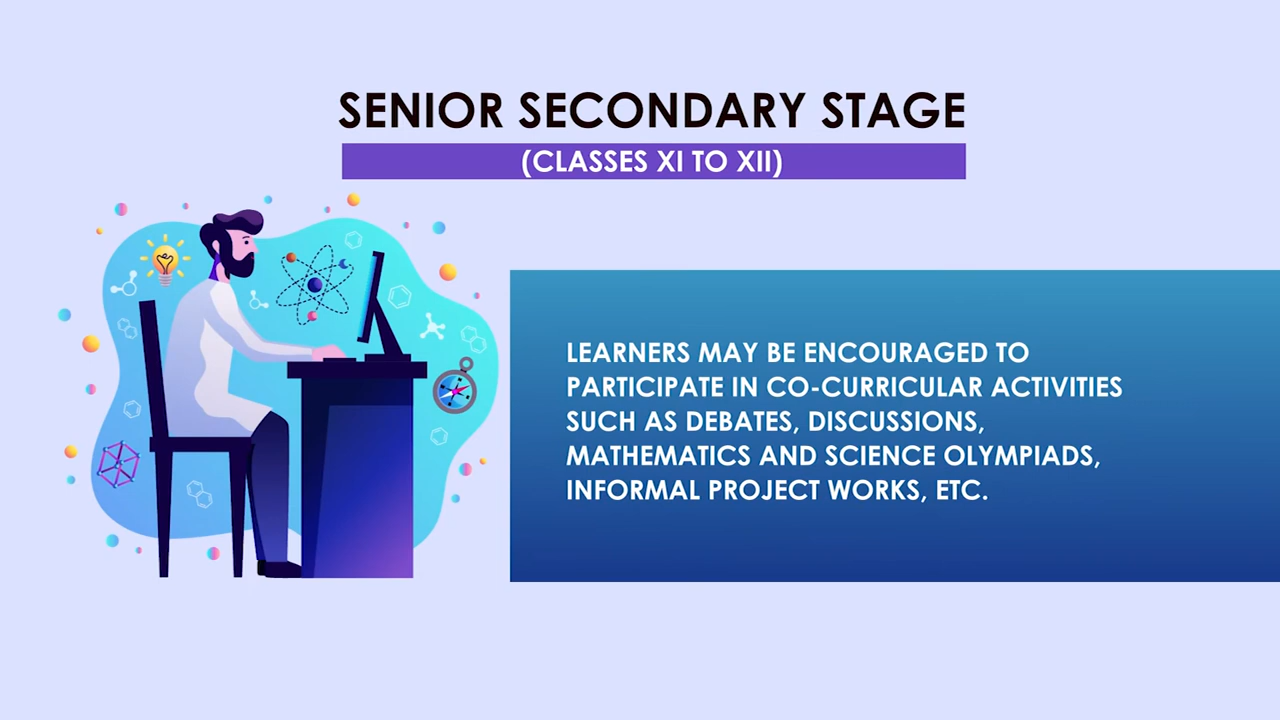 SENIOR SECONDARY STAGE
(CLASSES XI TO XII)
LEARNERS MAY BE ENCOURAGED TO
PARTICIPATE IN CO-CURRICULAR ACTIVITIES
SUCH AS DEBATES, DISCUSSIONS,
MATHEMATICS AND SCIENCE OLYMPIADS,
INFORMAL PROJECT WORKS, ETC.